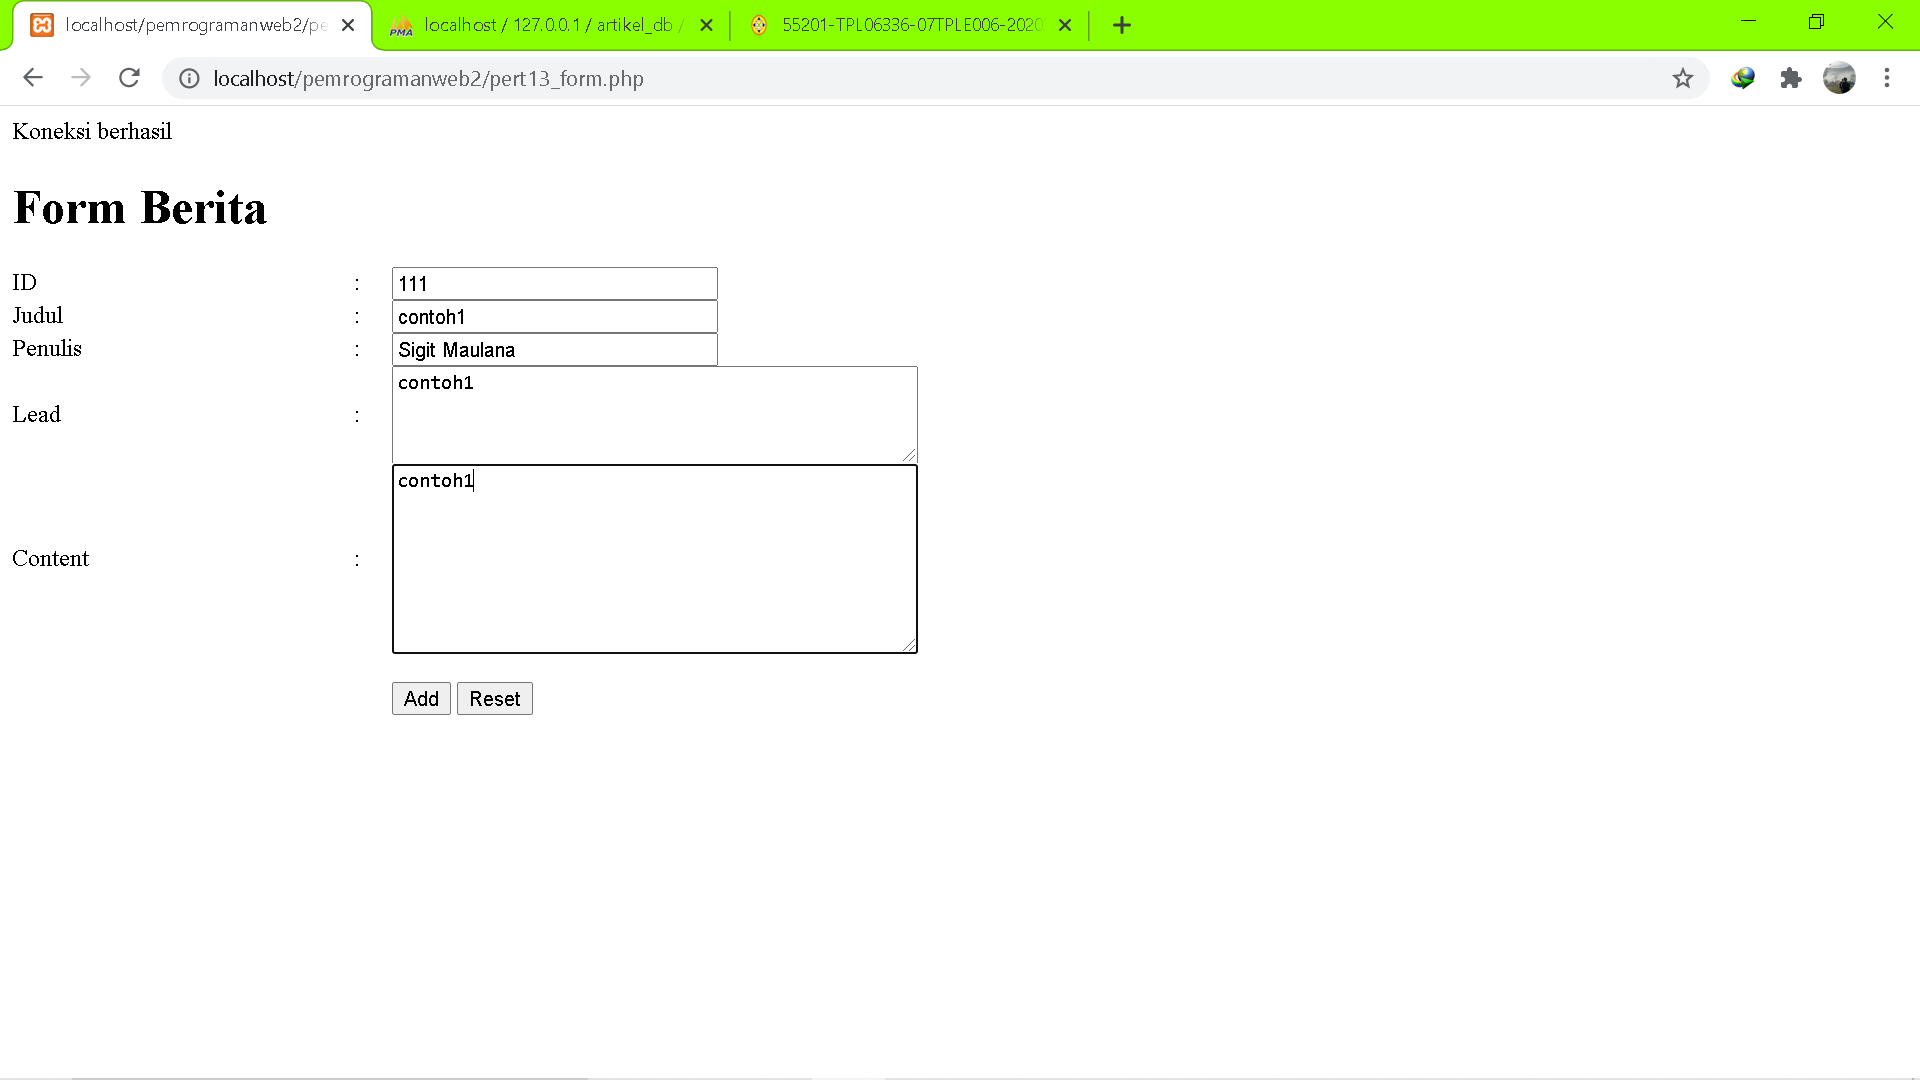 localhost/pemrogramanweb2/pe
localhost / 127.0.0.1 / artikel_db /
55201-TPL06336-07TPLE006-2020
localhost/pemrogramanweb2/pert13_form.php
Koneksi berhasil
Form Berita
ID : 111
Judul : contoh1
Penulis : Sigit Maulana
Lead : contoh1
Content : contoh1
Add Reset